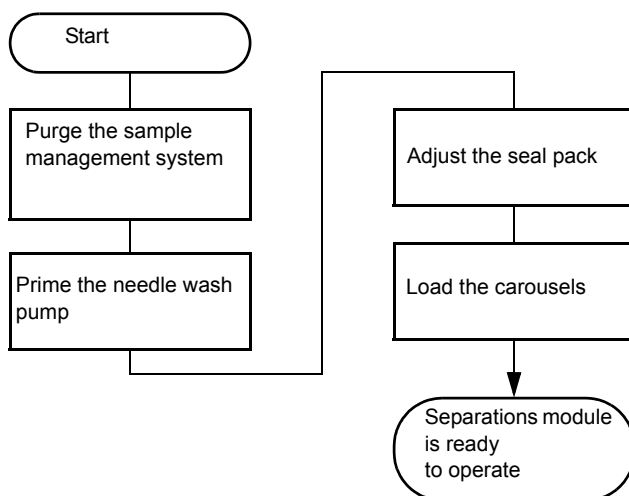 Start
Purge the sample
management system
Prime the needle wash
pump
Adjust the seal pack
Load the carousels
Separations module
is ready
to operate